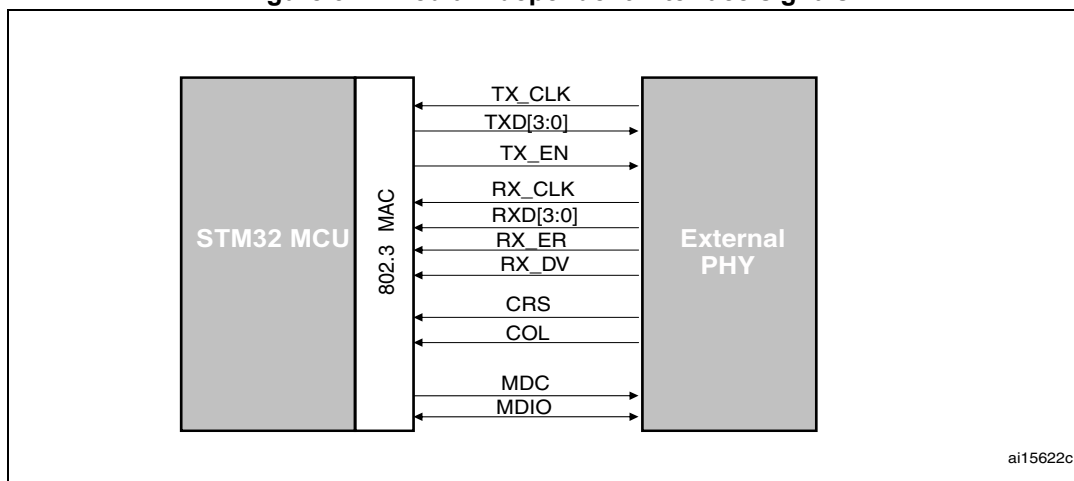 TX_CLK
TXD[3:0]
TX_EN
RX_CLK
RXD[3:0]
RX_ER
RX_DV
CRS
COL
MDC
MDIO
STM32 MCU
802.3 MAC
External
PHY
ai15622c